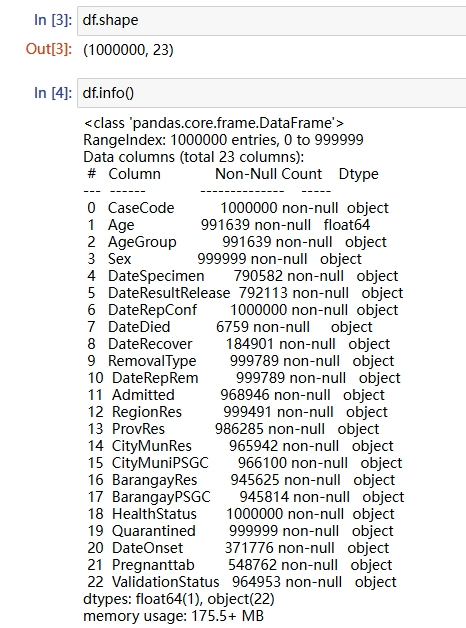 In [3]: df.shape
Out[3]: (1000000, 23)
In [4]: df.info()
<class 'pandas.core.frame.DataFrame'>
RangeIndex: 1000000 entries, 0 to 999999
Data columns (total 23 columns):
# Column Non-Null Count Dtype
--- ------ -------------- -----
0 CaseCode 1000000 non-null object
1 Age 991639 non-null float64
2 AgeGroup 991639 non-null object
3 Sex 999999 non-null object
4 DateSpecimen 790582 non-null object
5 DateResultRelease 792113 non-null object
6 DateRepConf 1000000 non-null object
7 DateDied 6759 non-null object
8 DateRecover 184901 non-null object
9 RemovalType 999789 non-null object
10 DateRepRem 999789 non-null object
11 Admitted 968946 non-null object
12 RegionRes 999491 non-null object
13 ProvRes 986285 non-null object
14 CityMunRes 965942 non-null object
15 CityMuniPSGC 966100 non-null object
16 BarangayRes 945625 non-null object
17 BarangayPSGC 945814 non-null object
18 HealthStatus 1000000 non-null object
19 Quarantined 999999 non-null object
20 DateOnset 371776 non-null object
21 Pregnanttab 548762 non-null object
22 ValidationStatus 964953 non-null object
dtypes: float64(1), object(22)
memory usage: 175.5+ MB